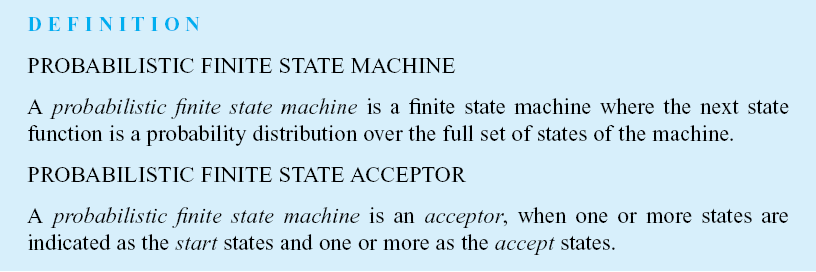 DEFINITION
PROBABILISTIC FINITE STATE MACHINE
A probabilistic finite state machine is a finite state machine where the next state
function is a probability distribution over the full set of states of the machine.
PROBABILISTIC FINITE STATE ACCEPTOR
A probabilistic finite state machine is an acceptor, when one or more states are
indicated as the start states and one or more as the accept states.